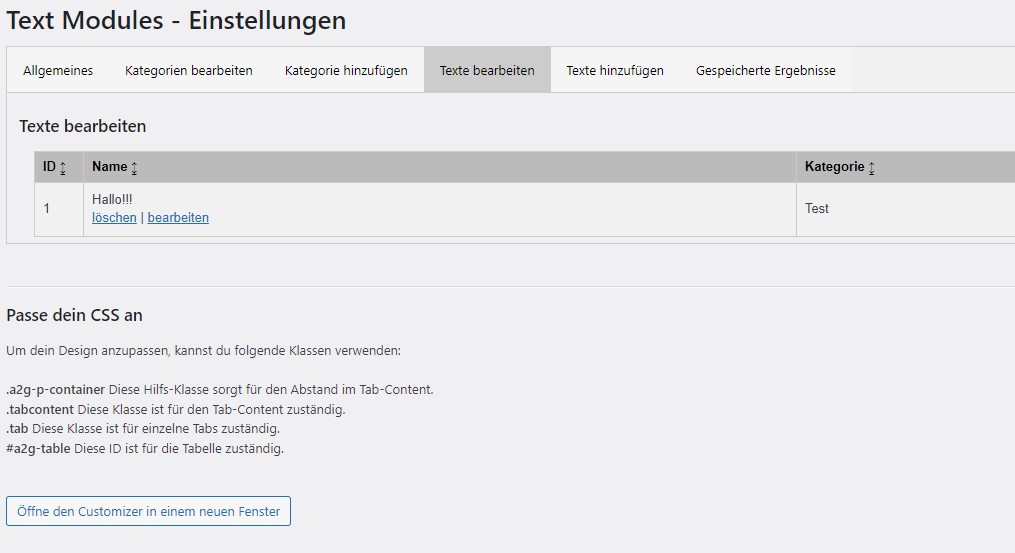 Text Modules - Einstellungen
Allgemeines Kategorien bearbeiten Kategorie hinzufügen Texte bearbeiten Texte hinzufügen Gespeicherte Ergebnisse
Texte bearbeiten
ID Name Kategorie
Hallo!!!
1 Test
löschen | bearbeiten
Passe dein CSS an
Um dein Design anzupassen, kannst du folgende Klassen verwenden:
.a2g-p-container Diese Hilfs-Klasse sorgt für den Abstand im Tab-Content.
.tabcontent Diese Klasse ist für den Tab-Content zuständig.
.tab Diese Klasse ist für einzelne Tabs zuständig.
#a2g-table Diese ID ist für die Tabelle zuständig.
Öffne den Customizer in einem neuen Fenster